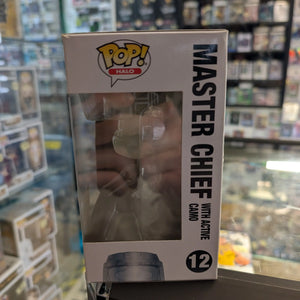 POP!
HALO
MASTER CHIEF
WITH ACTIVE
CAMO
12